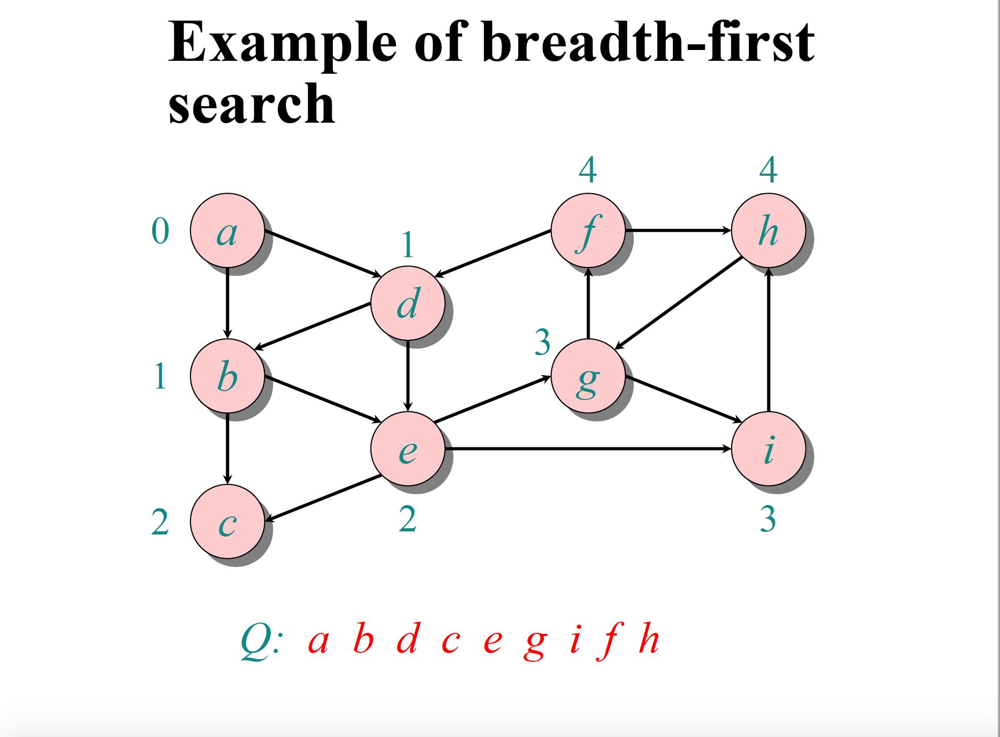 Example of breadth-first
search
4 4
0 a f h
1
d
3
1 b g
e i
2 c
2 3
Q: a b d c e g i f h